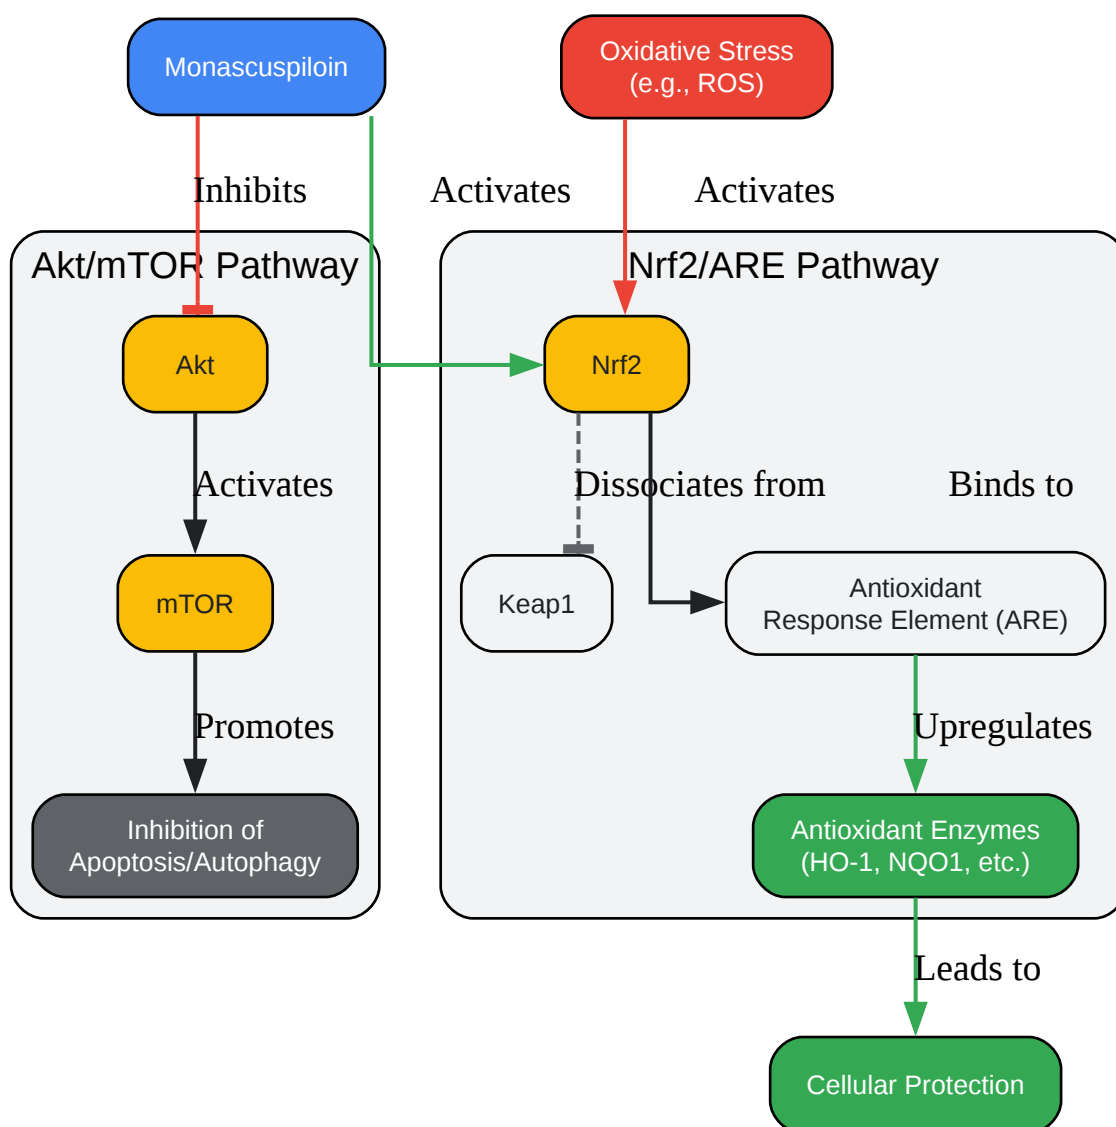 Monascuspiloin
Oxidative Stress
(e.g., ROS)
Inhibits
Activates
Activates
Akt/mTOR Pathway
Nrf2/ARE Pathway
Akt
Nrf2
Activates
Dissociates from
Binds to
mTOR
Keap1
Antioxidant
Response Element (ARE)
Promotes
Upregulates
Inhibition of
Apoptosis/Autophagy
Antioxidant Enzymes
(HO-1, NQO1, etc.)
Leads to
Cellular Protection